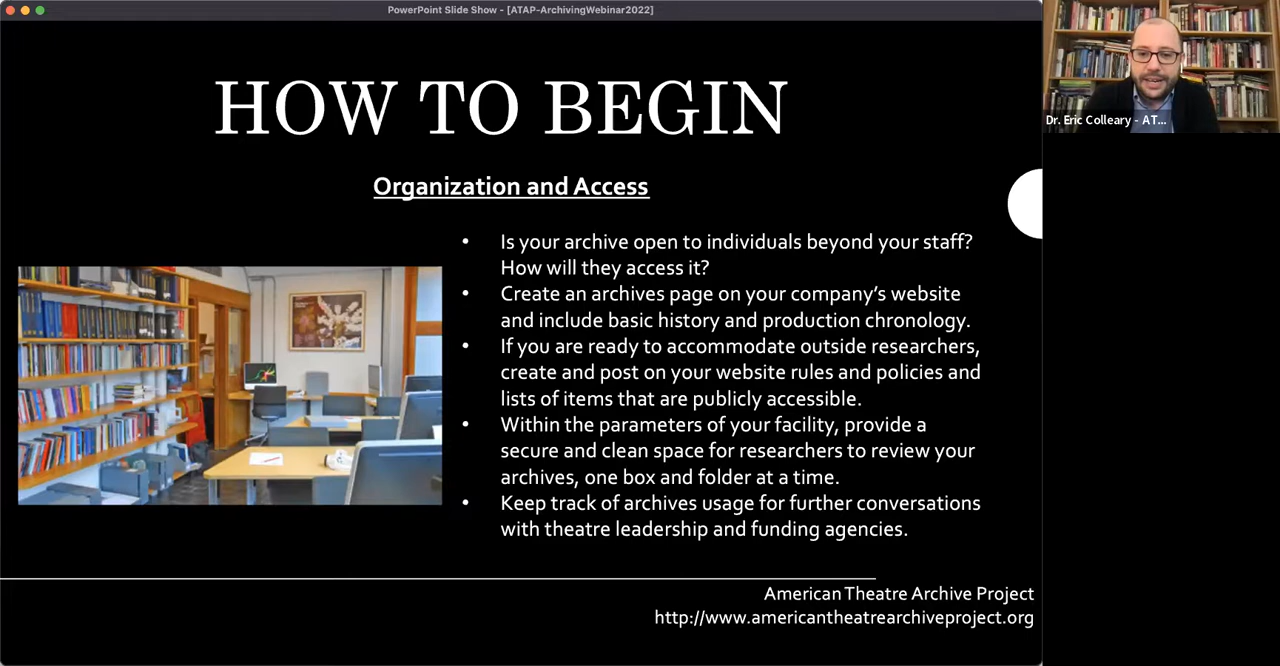 PowerPoint Slide Show - [ATAP-ArchivingWebinar2022]
HOW TO BEGIN
Organization and Access
• Is your archive open to individuals beyond your staff?
How will they access it?
• Create an archives page on your company's website
and include basic history and production chronology.
• If you are ready to accommodate outside researchers,
create and post on your website rules and policies and
lists of items that are publicly accessible.
• Within the parameters of your facility, provide a
secure and clean space for researchers to review your
archives, one box and folder at a time.
• Keep track of archives usage for further conversations
with theatre leadership and funding agencies.
American Theatre Archive Project
http://www.americantheatrearchiveproject.org
Dr. Eric Colleary - AT...